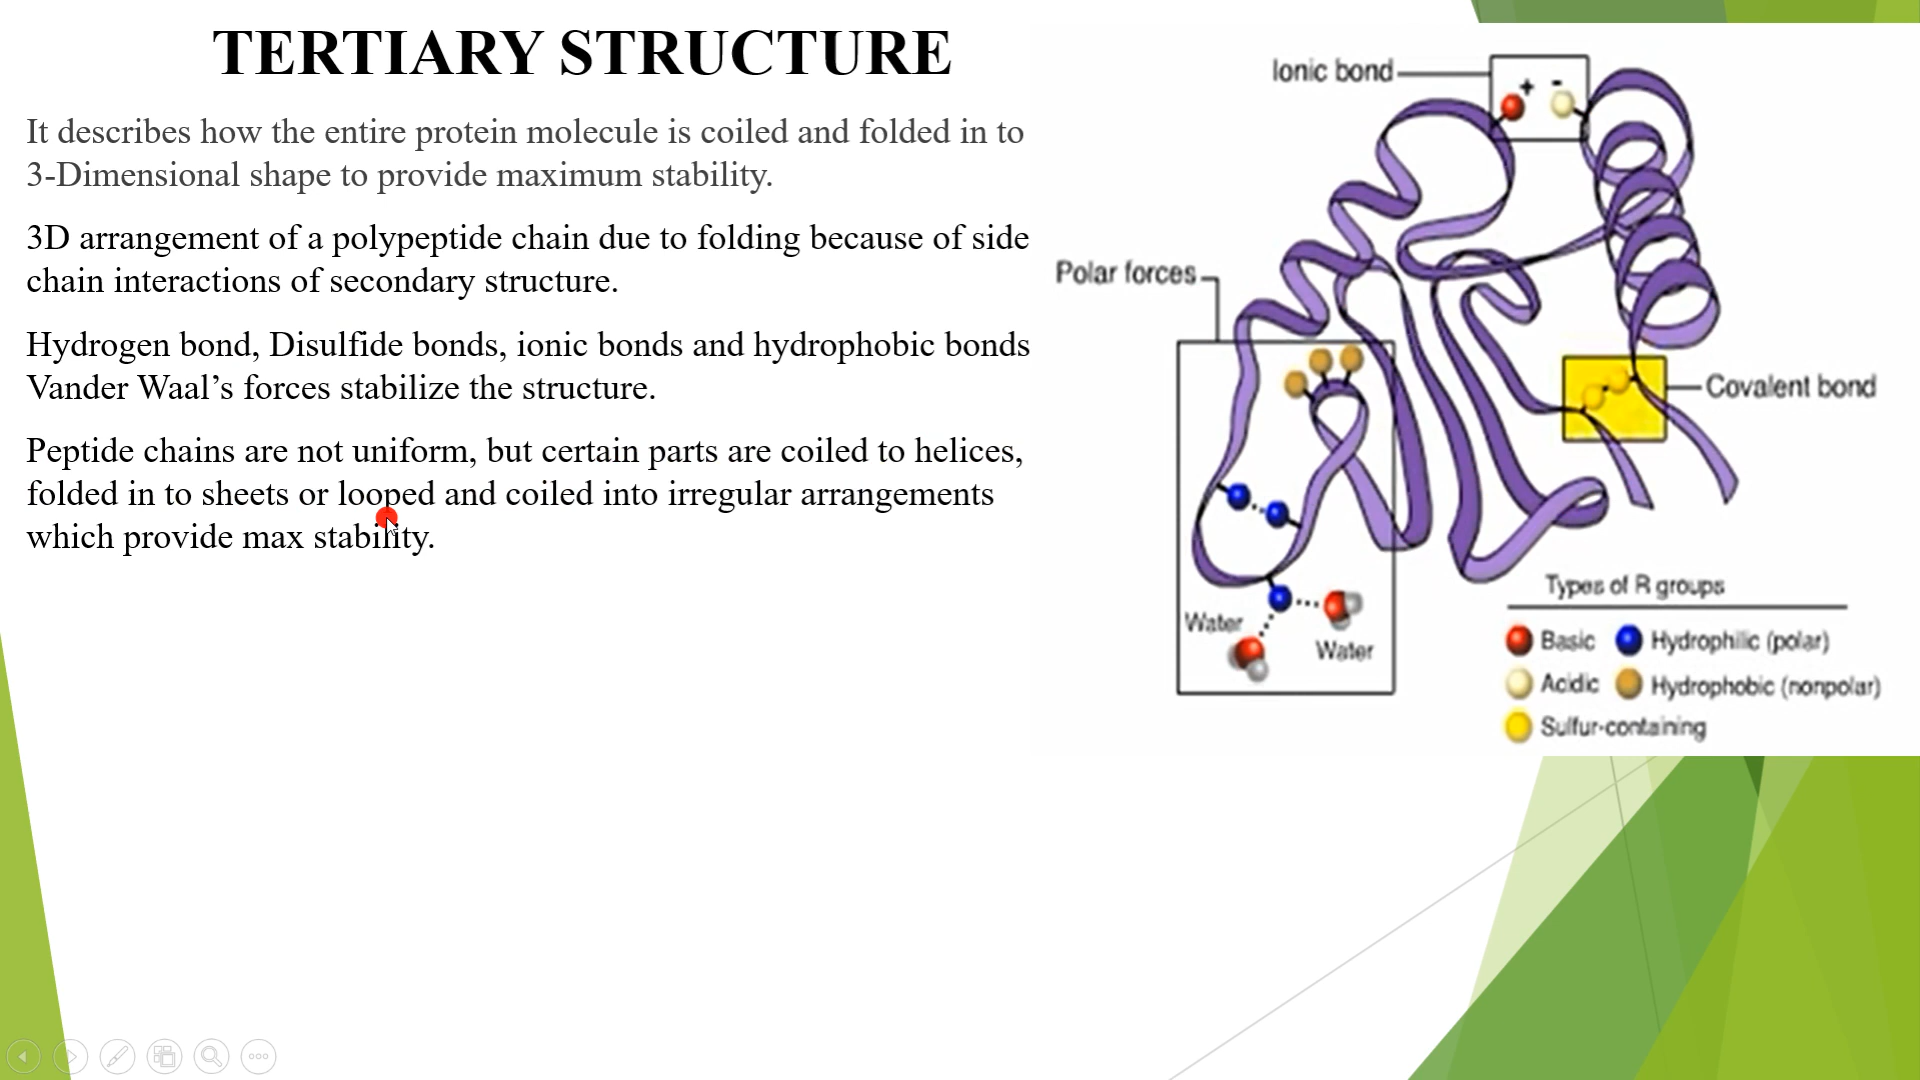 TERTIARY STRUCTURE
It describes how the entire protein molecule is coiled and folded in to
3-Dimensional shape to provide maximum stability.
3D arrangement of a polypeptide chain due to folding because of side
chain interactions of secondary structure.
Hydrogen bond, Disulfide bonds, ionic bonds and hydrophobic bonds
Vander Waal’s forces stabilize the structure.
Peptide chains are not uniform, but certain parts are coiled to helices,
folded in to sheets or looped and coiled into irregular arrangements
which provide max stability.
Ionic bond
+ -
Polar forces
Covalent bond
Water
Water
Types of R groups
Basic
Hydrophilic (polar)
Acidic
Hydrophobic (nonpolar)
Sulfur-containing